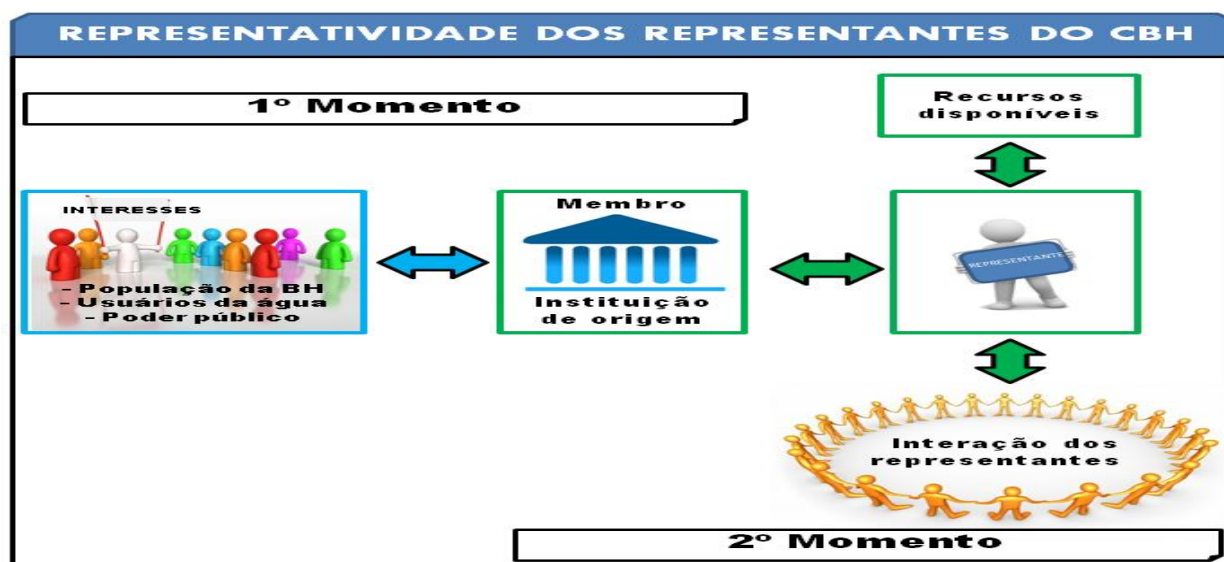 REPRESENTATIVIDADE DOS REPRESENTANTES DO CBH
1º Momento
Recursos
disponíveis
INTERESSES
- População da BH
- Usuários da água
- Poder público
Membro
Instituição
de origem
REPRESENTANTE
Interação dos
representantes
2º Momento